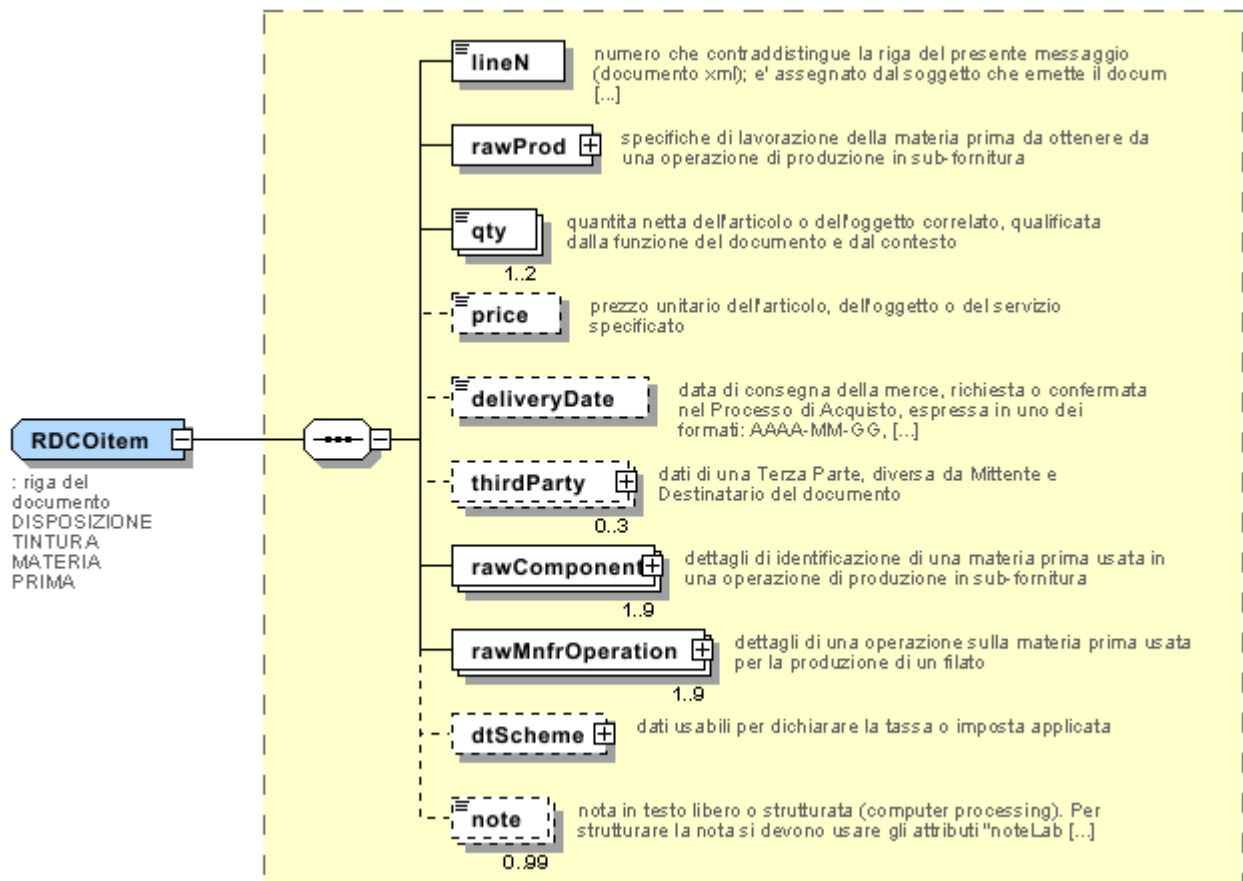 lineN
numero che contraddistingue la riga del presente messaggio
(documento xml); e' assegnato dal soggetto che emette il docum
[...]
rawProd
specifiche di lavorazione della materia prima da ottenere da
una operazione di produzione in sub-fornitura
qty
quantita netta dell'articolo o dell'oggetto correlato, qualificata
dalla funzione del documento e dal contesto
1..2
price
prezzo unitario dell'articolo, dell'oggetto o del servizio
specificato
deliveryDate
data di consegna della merce, richiesta o confermata
nel Processo di Acquisto, espressa in uno dei
formati: AAAA-MM-GG, [...]
RDCOitem
: riga del
documento
DISPOSIZIONE
TINTURA
MATERIA
PRIMA
thirdParty
dati di una Terza Parte, diversa da Mittente e
Destinatario del documento
0..3
rawComponent
dettagli di identificazione di una materia prima usata in
una operazione di produzione in sub-fornitura
1..9
rawMnfrOperation
dettagli di una operazione sulla materia prima usata
per la produzione di un filato
1..9
dtScheme
dati usabili per dichiarare la tassa o imposta applicata
note
nota in testo libero o strutturata (computer processing). Per
strutturare la nota si devono usare gli attributi "noteLab [...]
0..99